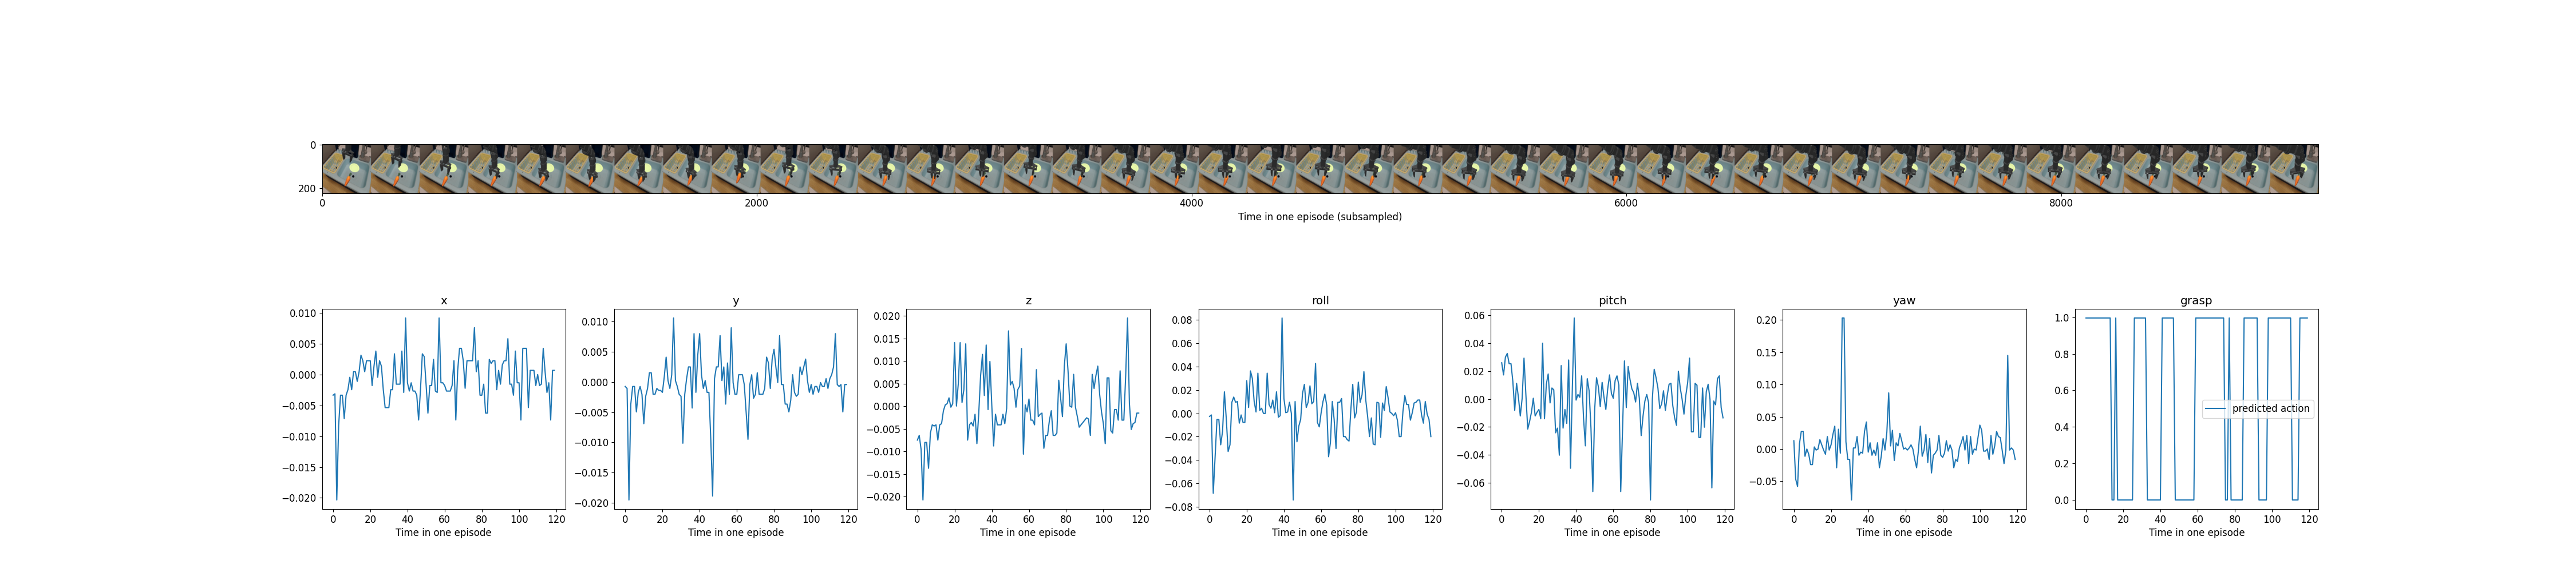 0
200
0 2000 4000 6000 8000
Time in one episode (subsampled)
x
0.010
0.005
0.000
−0.005
−0.010
−0.015
−0.020
0 20 40 60 80 100 120
Time in one episode
y
0.010
0.005
0.000
−0.005
−0.010
−0.015
−0.020
0 20 40 60 80 100 120
Time in one episode
z
0.020
0.015
0.010
0.005
0.000
−0.005
−0.010
−0.015
−0.020
0 20 40 60 80 100 120
Time in one episode
roll
0.08
0.06
0.04
0.02
0.00
−0.02
−0.04
−0.06
−0.08
0 20 40 60 80 100 120
Time in one episode
pitch
0.06
0.04
0.02
0.00
−0.02
−0.04
−0.06
0 20 40 60 80 100 120
Time in one episode
yaw
0.20
0.15
0.10
0.05
0.00
−0.05
0 20 40 60 80 100 120
Time in one episode
grasp
1.0
0.8
0.6
0.4
0.2
0.0
predicted action
0 20 40 60 80 100 120
Time in one episode